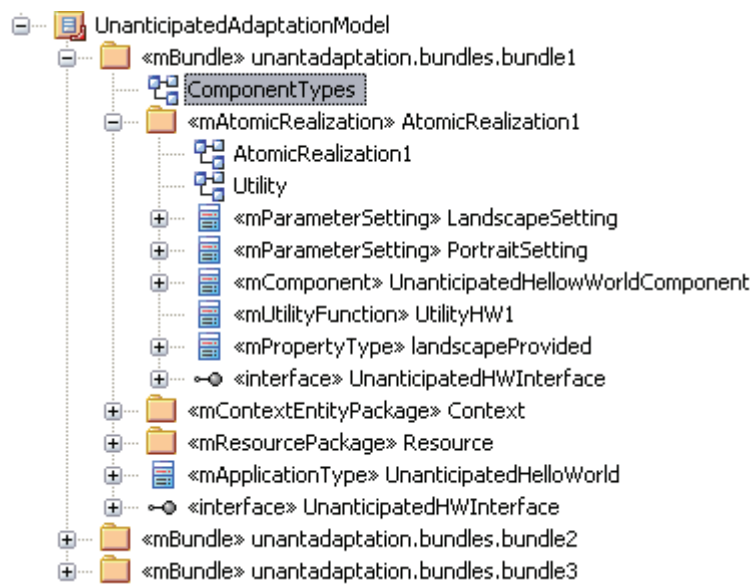 UnanticipatedAdaptationModel
«mBundle» unantadaptation.bundles.bundle1
ComponentTypes
«mAtomicRealization» AtomicRealization1
AtomicRealization1
Utility
«mParameterSetting» LandscapeSetting
«mParameterSetting» PortraitSetting
«mComponent» UnanticipatedHellowWorldComponent
«mUtilityFunction» UtilityHW1
«mPropertyType» landscapeProvided
«interface» UnanticipatedHWInterface
«mContextEntityPackage» Context
«mResourcePackage» Resource
«mApplicationType» UnanticipatedHelloWorld
«interface» UnanticipatedHWInterface
«mBundle» unantadaptation.bundles.bundle2
«mBundle» unantadaptation.bundles.bundle3